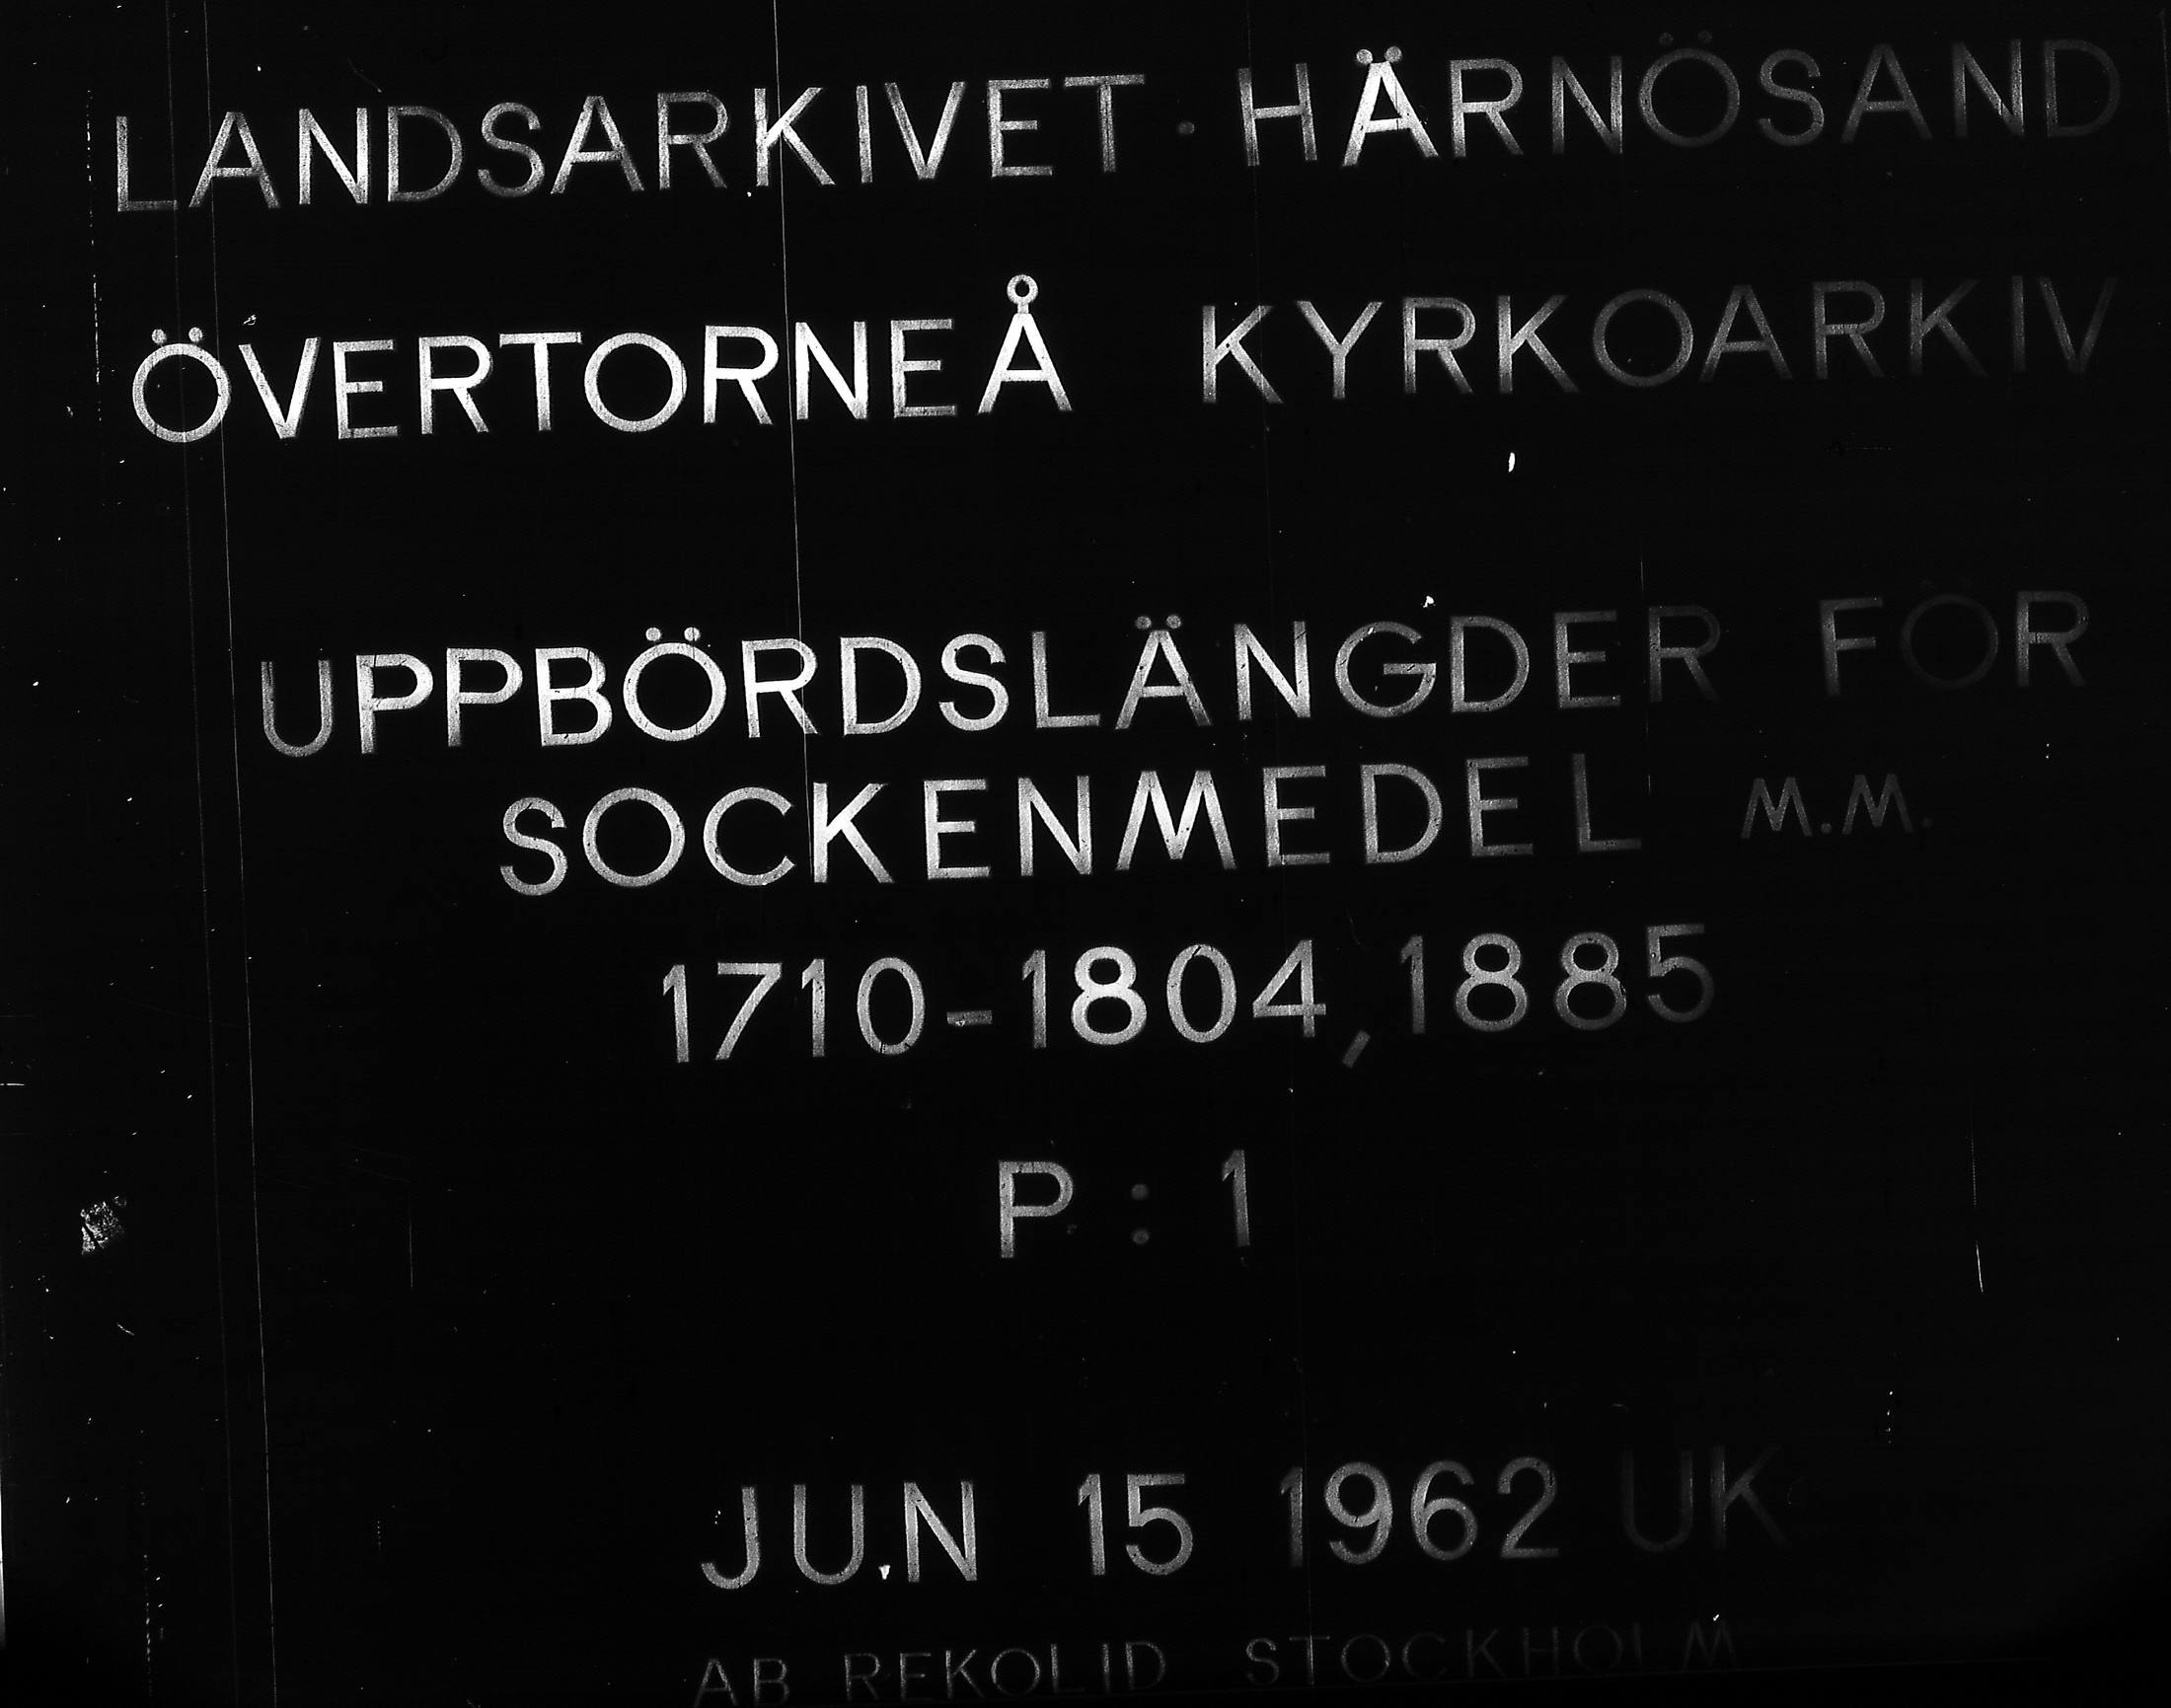 LANDSARKIVET · HÄRNÖSAND
ÖVERTORNEÅ KYRKOARKIV
UPPBÖRDSLÄNGDER FÖR
SOCKENMEDEL M.M.
1710-1804,1885
P : 1
JUN 15 1962 UK
AB REKOLID STOCKHOLM